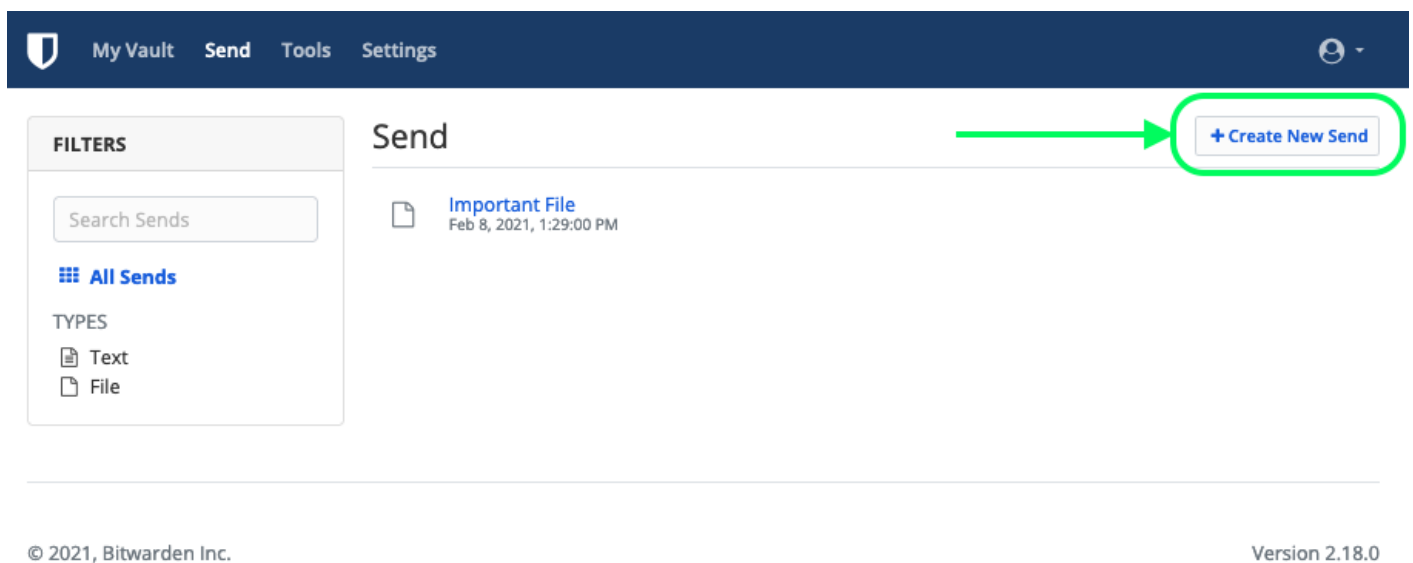 My Vault Send Tools Settings
FILTERS
Search Sends
All Sends
TYPES
Text
File
Send
+ Create New Send
Important File
Feb 8, 2021, 1:29:00 PM
© 2021, Bitwarden Inc.
Version 2.18.0